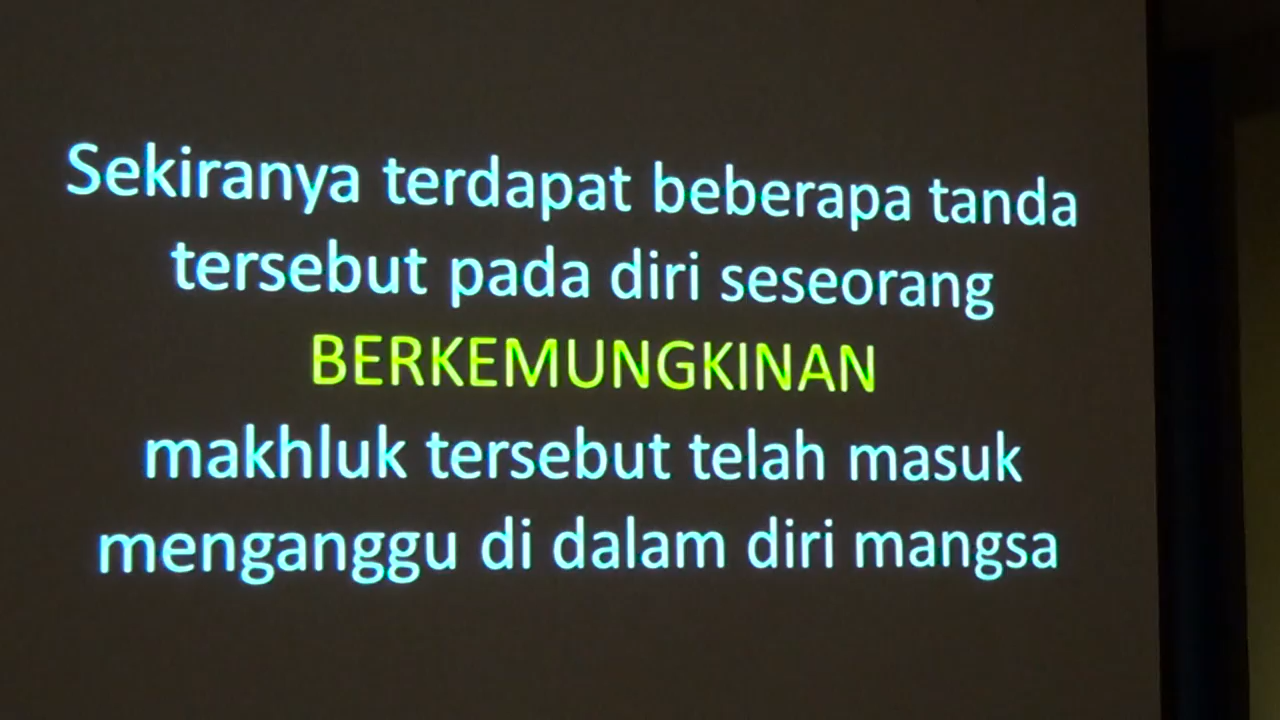 Sekiranya terdapat beberapa tanda
tersebut pada diri seseorang
BERKEMUNGKINAN
makhluk tersebut telah masuk
menganggu di dalam diri mangsa